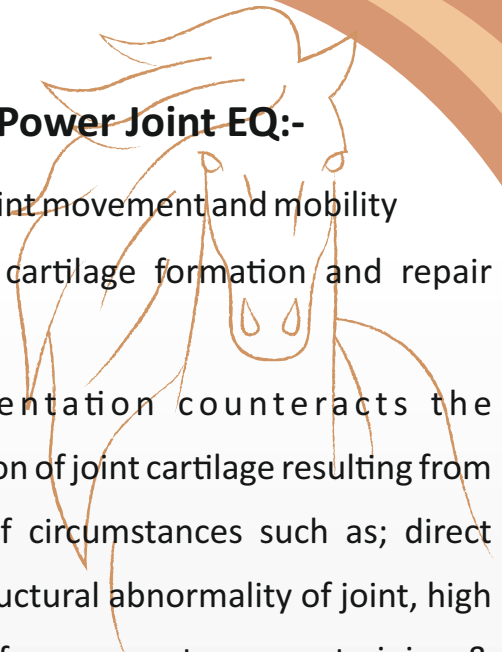 Power Joint EQ:-
int movement and mobility
cartilage formation and repair
entation counteracts the
on of joint cartilage resulting from
f circumstances such as; direct
uctural abnormality of joint, high